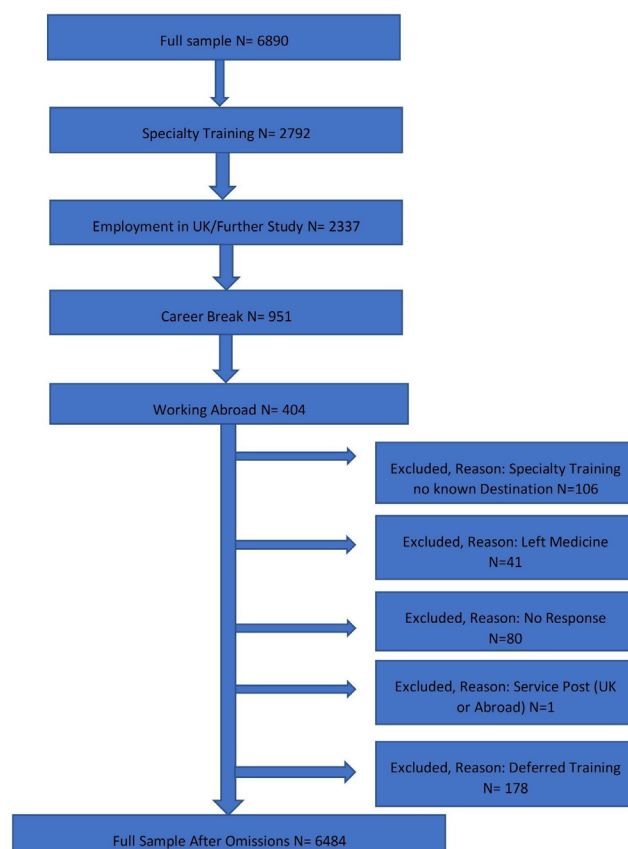 Full sample N= 6890
Specialty Training N= 2792
Employment in UK/Further Study N= 2337
Career Break N= 951
Working Abroad N= 404
Excluded, Reason: Specialty Training
no known Destination N=106
Excluded, Reason: Left Medicine
N=41
Excluded, Reason: No Response
N=80
Excluded, Reason: Service Post (UK
or Abroad) N=1
Excluded, Reason: Deferred Training
N= 178
Full Sample After Omissions N= 6484